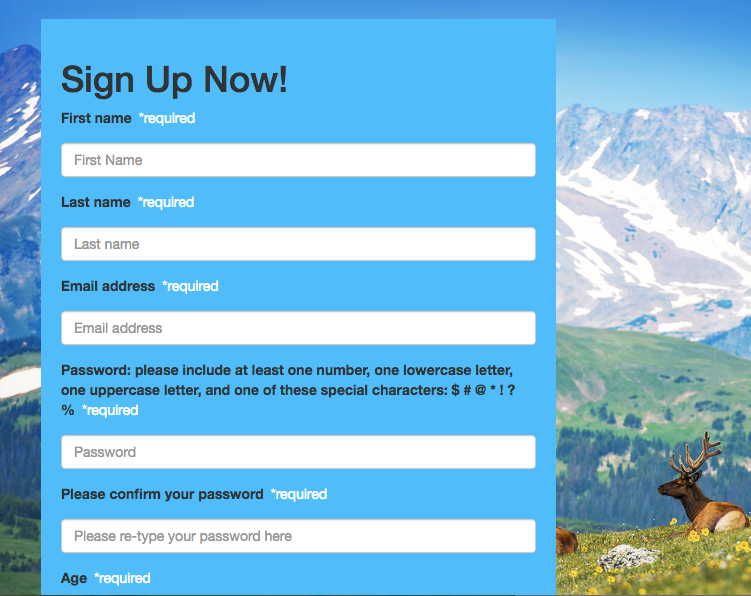 Sign Up Now!
First name *required
First Name
Last name *required
Last name
Email address *required
Email address
Password: please include at least one number, one lowercase letter,
one uppercase letter, and one of these special characters: $ # @ * ! ?
% *required
Password
Please confirm your password *required
Please re-type your password here
Age *required